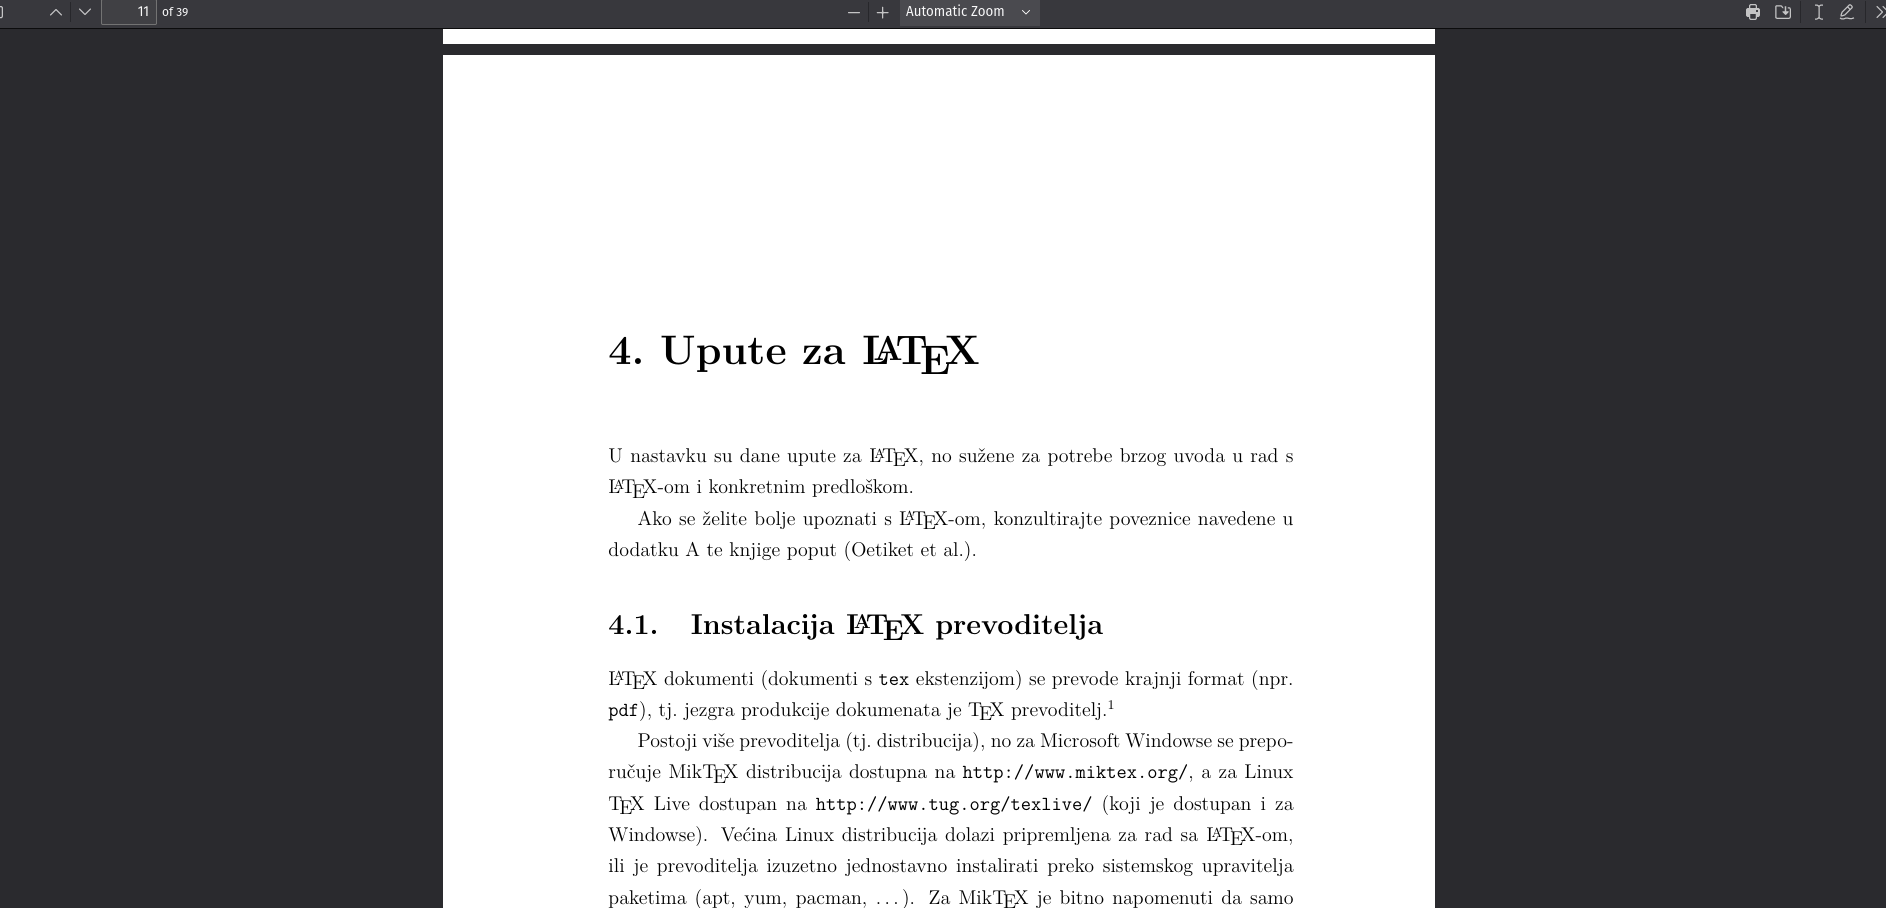 11 of 39
Automatic Zoom
4. Upute za LATEX
U nastavku su dane upute za LATEX, no sužene za potrebe brzog uvoda u rad s
LATEX-om i konkretnim predloškom.
Ako se želite bolje upoznati s LATEX-om, konzultirajte poveznice navedene u
dodatku A te knjige poput (Oetiket et al.).
4.1. Instalacija LATEX prevoditelja
LATEX dokumenti (dokumenti s tex ekstenzijom) se prevode krajnji format (npr.
pdf), tj. jezgra produkcije dokumenata je TEX prevoditelj.1
Postoji više prevoditelja (tj. distribucija), no za Microsoft Windowse se prepo-
ručuje MikTEX distribucija dostupna na http://www.miktex.org/, a za Linux
TEX Live dostupan na http://www.tug.org/texlive/ (koji je dostupan i za
Windowse). Većina Linux distribucija dolazi pripremljena za rad sa LATEX-om,
ili je prevoditelja izuzetno jednostavno instalirati preko sistemskog upravitelja
paketima (apt, yum, pacman, ...). Za MikTEX je bitno napomenuti da samo